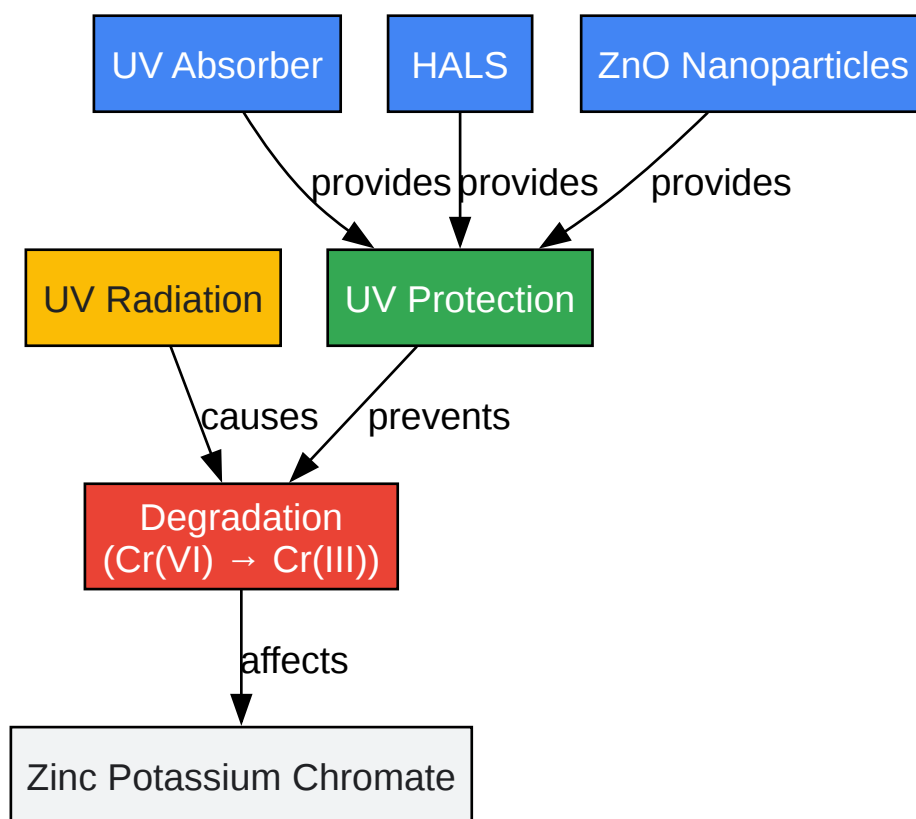 UV Absorber
HALS
ZnO Nanoparticles
provides
provides
provides
UV Radiation
UV Protection
causes
prevents
Degradation
(Cr(VI) → Cr(III))
affects
Zinc Potassium Chromate